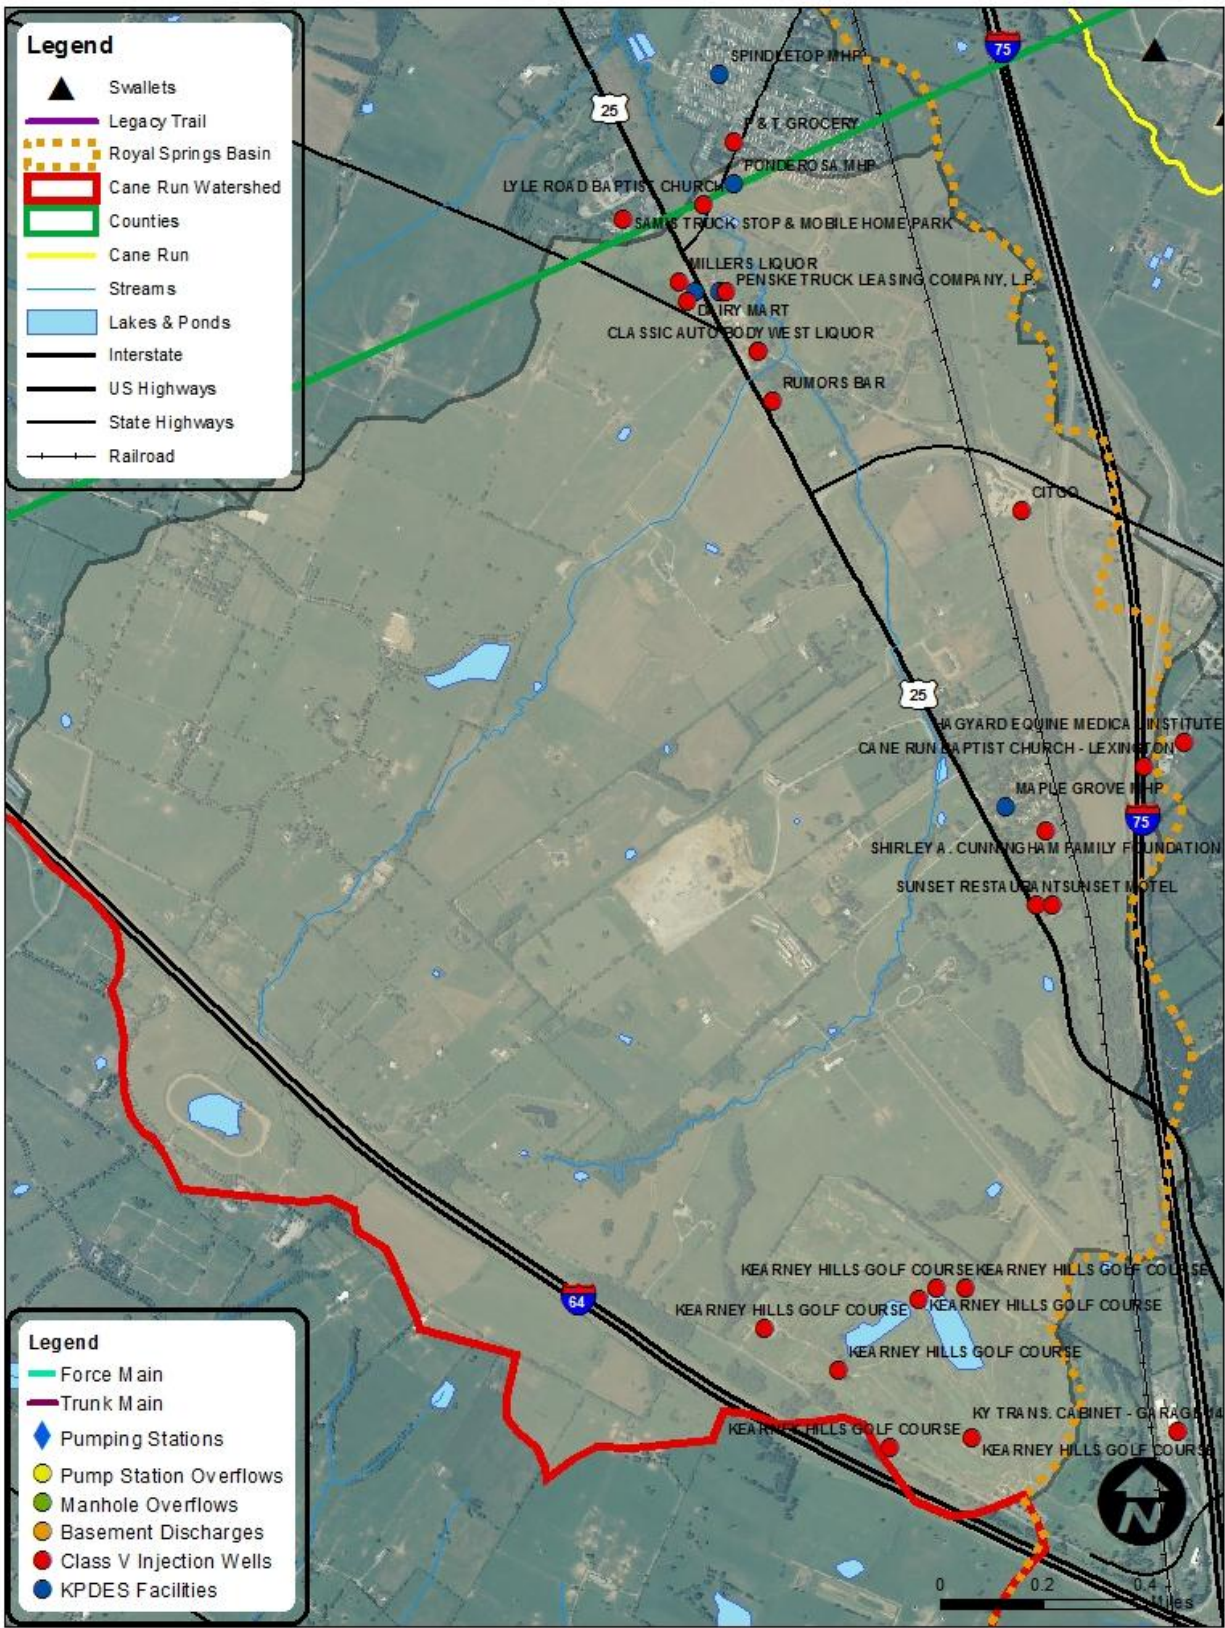 Legend
Swallets
Legacy Trail
Royal Springs Basin
Cane Run Watershed
Counties
Cane Run
Streams
Lakes & Ponds
Interstate
US Highways
State Highways
Railroad
75
SPINDLETOP MHP
25
& T GROCERY
PONDEROSA MHP
LYLE ROAD BAPTIST CHURCH
SAM'S TRUCK STOP & MOBILE HOME PARK
MILLERS LIQUOR
PENSKE TRUCK LEASING COMPANY, L.P.
DAIRY MART
CLASSIC AUTO BODY WEST LIQUOR
RUMORS BAR
CITGO
25
HAGYARD EQUINE MEDICAL INSTITUTE
CANE RUN BAPTIST CHURCH - LEXINGTON
MAPLE GROVE MHP
75
SHIRLEY A. CUNNINGHAM FAMILY FOUNDATION
SUNSET RESTAURANT SUNSET MOTEL
KEARNEY HILLS GOLF COURSE KEARNEY HILLS GOLF COURSE
64
KEARNEY HILLS GOLF COURSE KEARNEY HILLS GOLF COURSE
KEARNEY HILLS GOLF COURSE
KY TRANS. CABINET - GARAGE
KEARNEY HILLS GOLF COURSE
KEARNEY HILLS GOLF COURSE
Legend
Force Main
Trunk Main
Pumping Stations
Pump Station Overflows
Manhole Overflows
Basement Discharges
Class V Injection Wells
KPDES Facilities
N
0 0.2 0.4
Miles